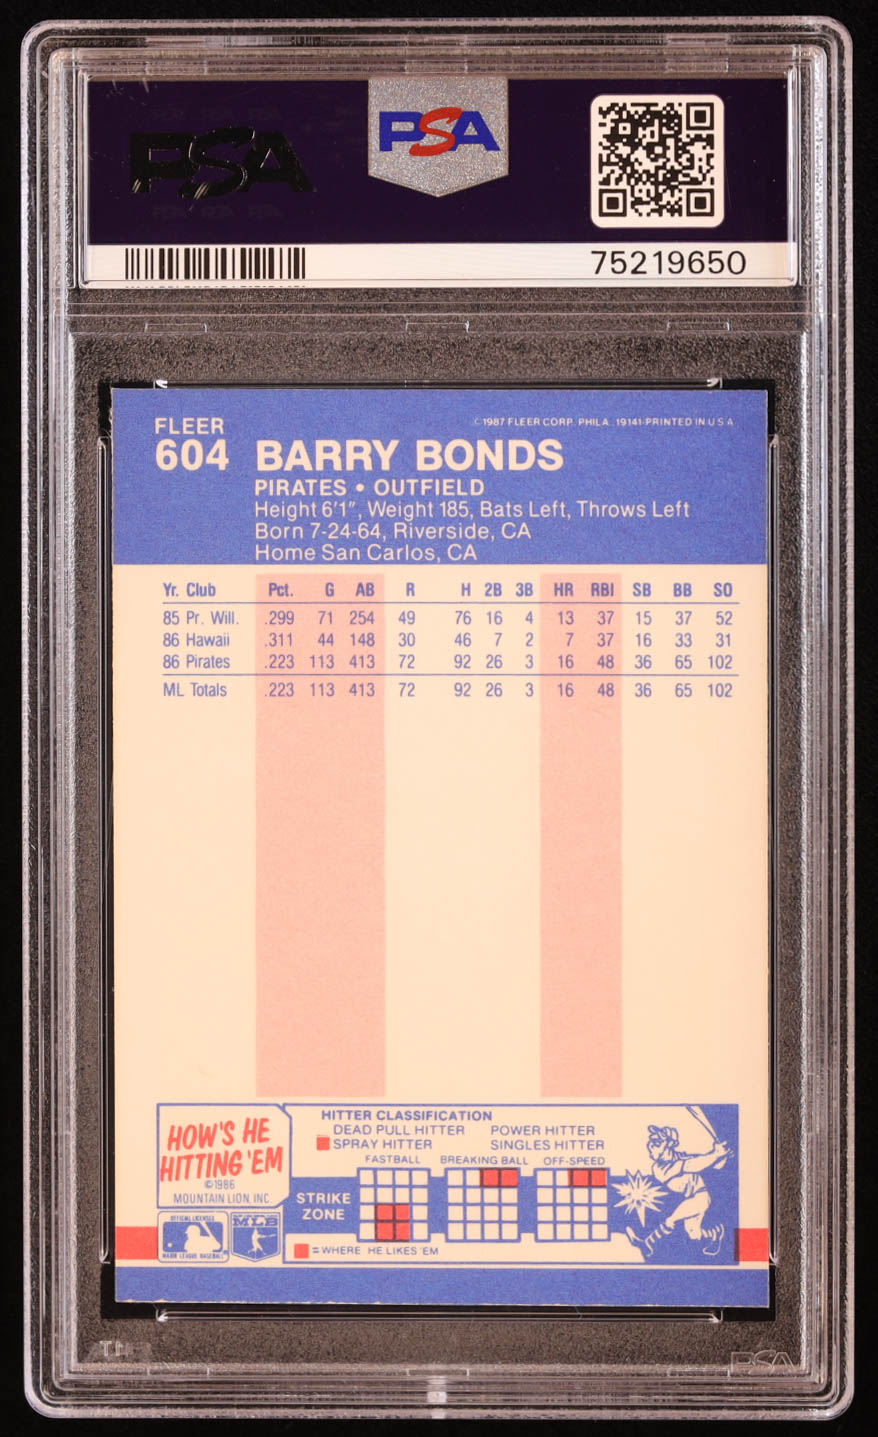 PSA
PSA
75219650
FLEER
604
© 1987 FLEER CORP. PHILA. 19141-PRINTED IN U S A
BARRY BONDS
PIRATES • OUTFIELD
Height 6'1", Weight 185, Bats Left, Throws Left
Born 7-24-64, Riverside, CA
Home San Carlos, CA
Yr. Club Pct. G AB R H 2B 3B HR RBI SB BB SO
85 Pr. Will. .299 71 254 49 76 16 4 13 37 15 37 52
86 Hawaii .311 44 148 30 46 7 2 7 37 16 33 31
86 Pirates .223 113 413 72 92 26 3 16 48 36 65 102
ML Totals .223 113 413 72 92 26 3 16 48 36 65 102
HOW'S HE
HITTING 'EM
©1986
MOUNTAIN LION, INC
HITTER CLASSIFICATION
DEAD PULL HITTER POWER HITTER
SPRAY HITTER SINGLES HITTER
FASTBALL BREAKING BALL OFF-SPEED
STRIKE
ZONE
= WHERE HE LIKES 'EM
OFFICIAL LICENSEE
MAJOR LEAGUE BASEBALL
MLB
PSA